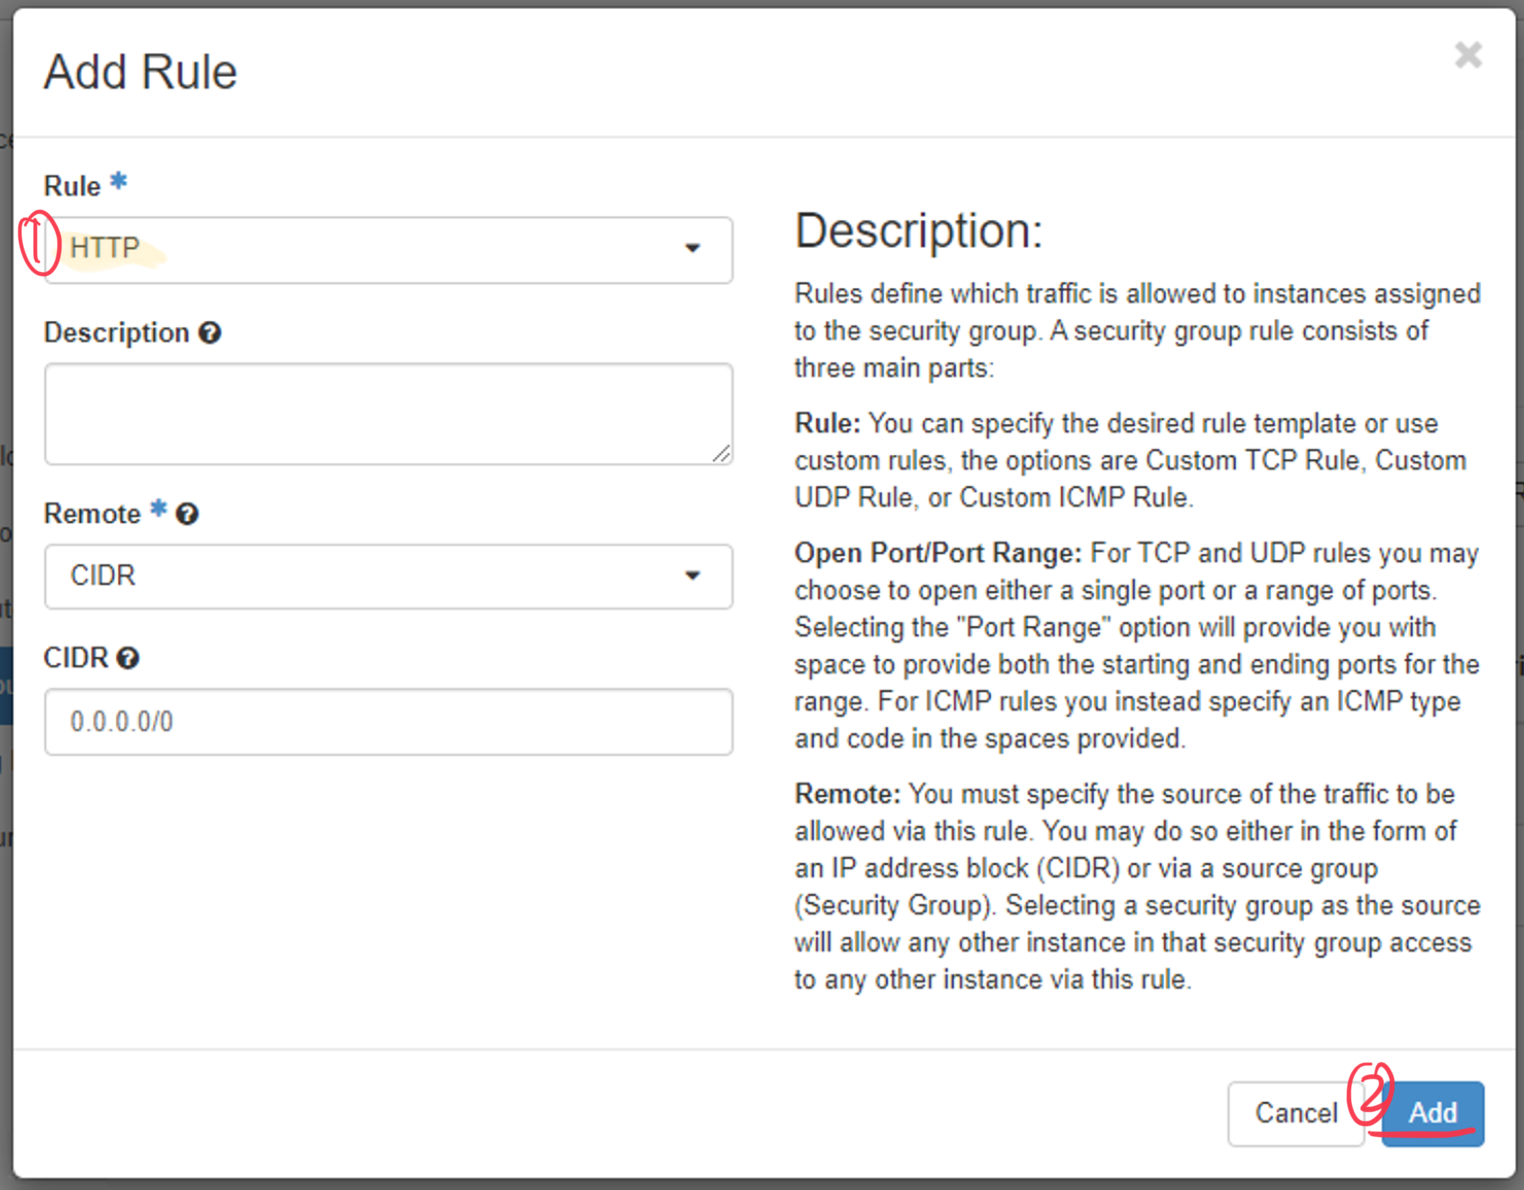 Add Rule
×
Rule *
1
HTTP
Description ?
Remote * ?
CIDR
CIDR ?
0.0.0.0/0
Description:
Rules define which traffic is allowed to instances assigned
to the security group. A security group rule consists of
three main parts:
Rule: You can specify the desired rule template or use
custom rules, the options are Custom TCP Rule, Custom
UDP Rule, or Custom ICMP Rule.
Open Port/Port Range: For TCP and UDP rules you may
choose to open either a single port or a range of ports.
Selecting the "Port Range" option will provide you with
space to provide both the starting and ending ports for the
range. For ICMP rules you instead specify an ICMP type
and code in the spaces provided.
Remote: You must specify the source of the traffic to be
allowed via this rule. You may do so either in the form of
an IP address block (CIDR) or via a source group
(Security Group). Selecting a security group as the source
will allow any other instance in that security group access
to any other instance via this rule.
Cancel
2
Add